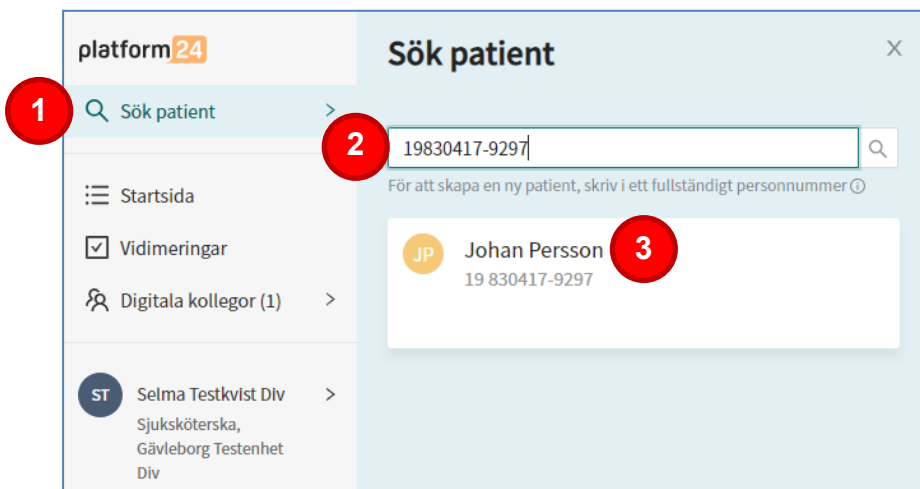 platform24
1
Sök patient
Startsida
Vidimeringar
Digitala kollegor (1)
ST
Selma Testkvist Div
Sjuksköterska,
Gävleborg Testenhet
Div
Sök patient
2
19830417-9297
För att skapa en ny patient, skriv i ett fullständigt personnummer
JP
Johan Persson
3
19 830417-9297